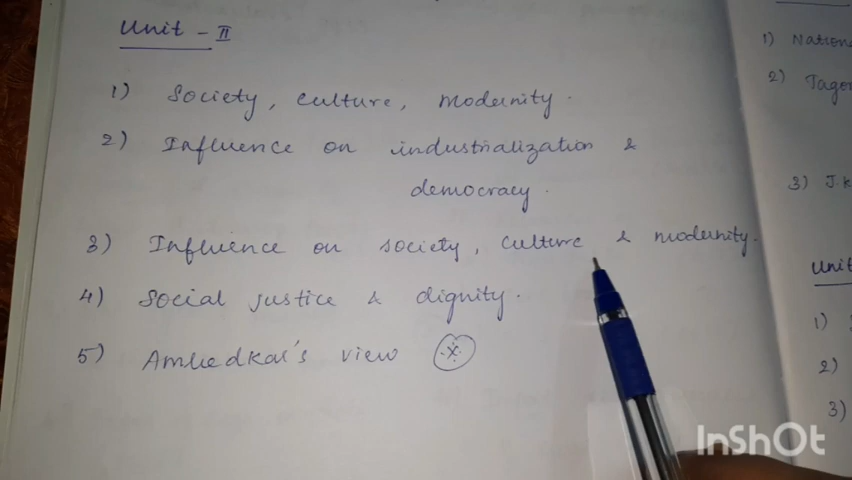 Unit - II
1) Society, culture, modernity.
2) Influence on industrialization &
democracy.
3) Influence on society, culture & modernity.
4) Social justice & dignity.
5) Ambedkar's view
1) Nation
2) Tagor
3) J.K
Unit
1)
2)
3)
InShOt